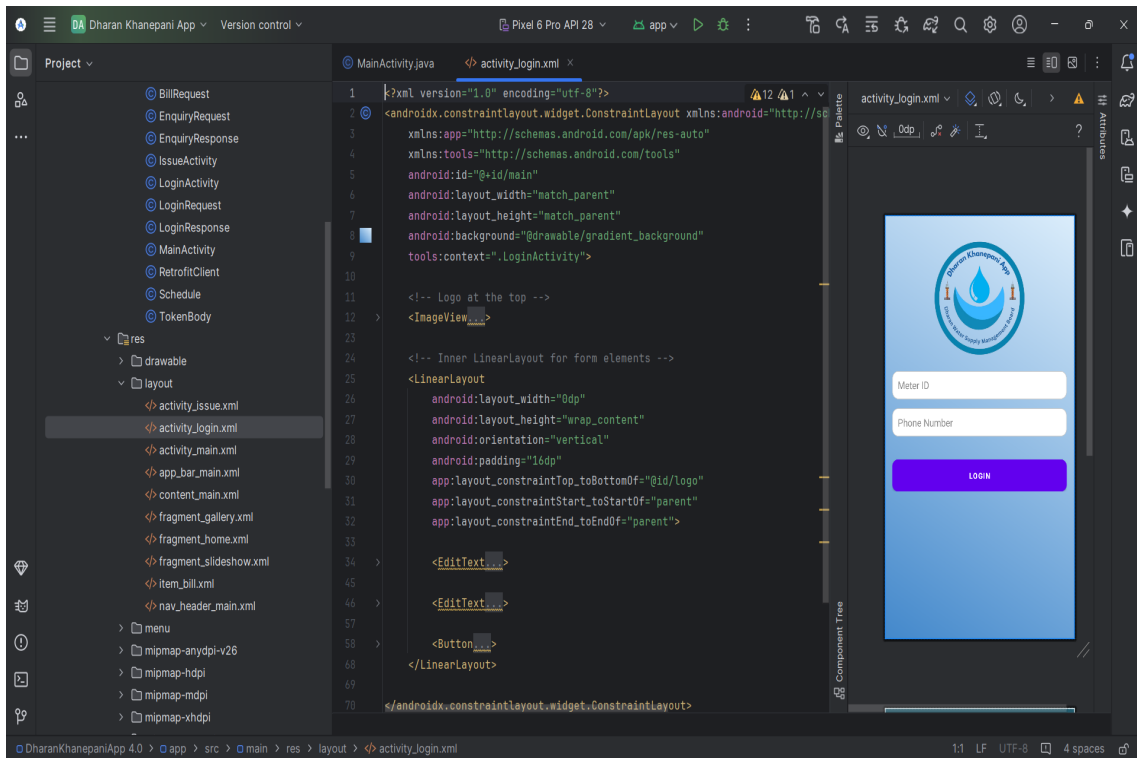 DA Dharan Khanepani App Version control Pixel 6 Pro API 28 app
Project
MainActivity.java activity_login.xml
BillRequest
EnquiryRequest
EnquiryResponse
IssueActivity
LoginActivity
LoginRequest
LoginResponse
MainActivity
RetrofitClient
Schedule
TokenBody
res
drawable
layout
activity_issue.xml
activity_login.xml
activity_main.xml
app_bar_main.xml
content_main.xml
fragment_gallery.xml
fragment_home.xml
fragment_slideshow.xml
item_bill.xml
nav_header_main.xml
menu
mipmap-anydpi-v26
mipmap-hdpi
mipmap-mdpi
mipmap-xhdpi
12 1
1 <?xml version="1.0" encoding="utf-8"?>
2 <androidx.constraintlayout.widget.ConstraintLayout xmlns:android="http://sc
3 xmlns:app="http://schemas.android.com/apk/res-auto"
4 xmlns:tools="http://schemas.android.com/tools"
5 android:id="@+id/main"
6 android:layout_width="match_parent"
7 android:layout_height="match_parent"
8 android:background="@drawable/gradient_background"
9 tools:context=".LoginActivity">
10
11 <!-- Logo at the top -->
12 <ImageView...>
23
24 <!-- Inner LinearLayout for form elements -->
25 <LinearLayout
26 android:layout_width="0dp"
27 android:layout_height="wrap_content"
28 android:orientation="vertical"
29 android:padding="16dp"
30 app:layout_constraintTop_toBottomOf="@id/logo"
31 app:layout_constraintStart_toStartOf="parent"
32 app:layout_constraintEnd_toEndOf="parent">
33
34 <EditText...>
45
46 <EditText...>
57
58 <Button...>
68 </LinearLayout>
69
70 </androidx.constraintlayout.widget.ConstraintLayout>
Palette
Component Tree
activity_login.xml
0dp
?
Attributes
Dharan Khanepani App
Dharan Water Supply Management Board
Meter ID
Phone Number
LOGIN
DharanKhanepaniApp 4.0 > app > src > main > res > layout > activity_login.xml
1:1 LF UTF-8 4 spaces